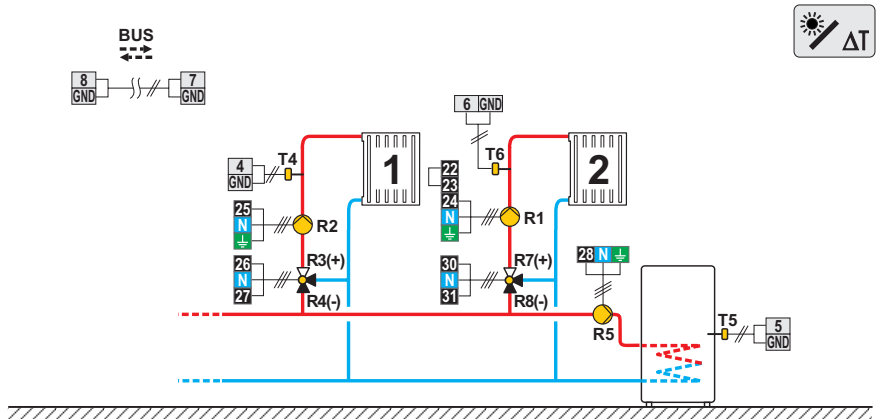 BUS
ΔT
8
GND
7
GND
6 GND
4
GND
T4
1
T6
2
22
23
24
N
25
N
R2
R1
26
N
27
R3(+)
R4(-)
30
N
31
R7(+)
R8(-)
28 N
R5
T5
5
GND